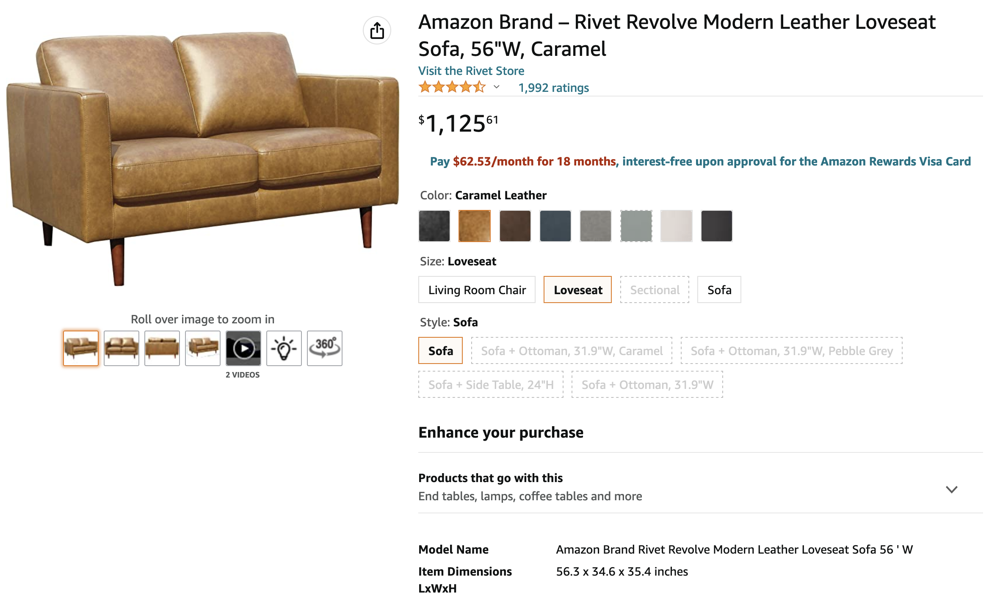 Amazon Brand – Rivet Revolve Modern Leather Loveseat
Sofa, 56"W, Caramel
Visit the Rivet Store
1,992 ratings
$1,125 61
Pay $62.53/month for 18 months, interest-free upon approval for the Amazon Rewards Visa Card
Color: Caramel Leather
Size: Loveseat
Living Room Chair
Loveseat
Sectional
Sofa
Style: Sofa
Sofa
Sofa + Ottoman, 31.9"W, Caramel
Sofa + Ottoman, 31.9"W, Pebble Grey
Sofa + Side Table, 24"H
Sofa + Ottoman, 31.9"W
Roll over image to zoom in
360°
2 VIDEOS
Enhance your purchase
Products that go with this
End tables, lamps, coffee tables and more
Model Name Amazon Brand Rivet Revolve Modern Leather Loveseat Sofa 56 ' W
Item Dimensions 56.3 x 34.6 x 35.4 inches
LxWxH